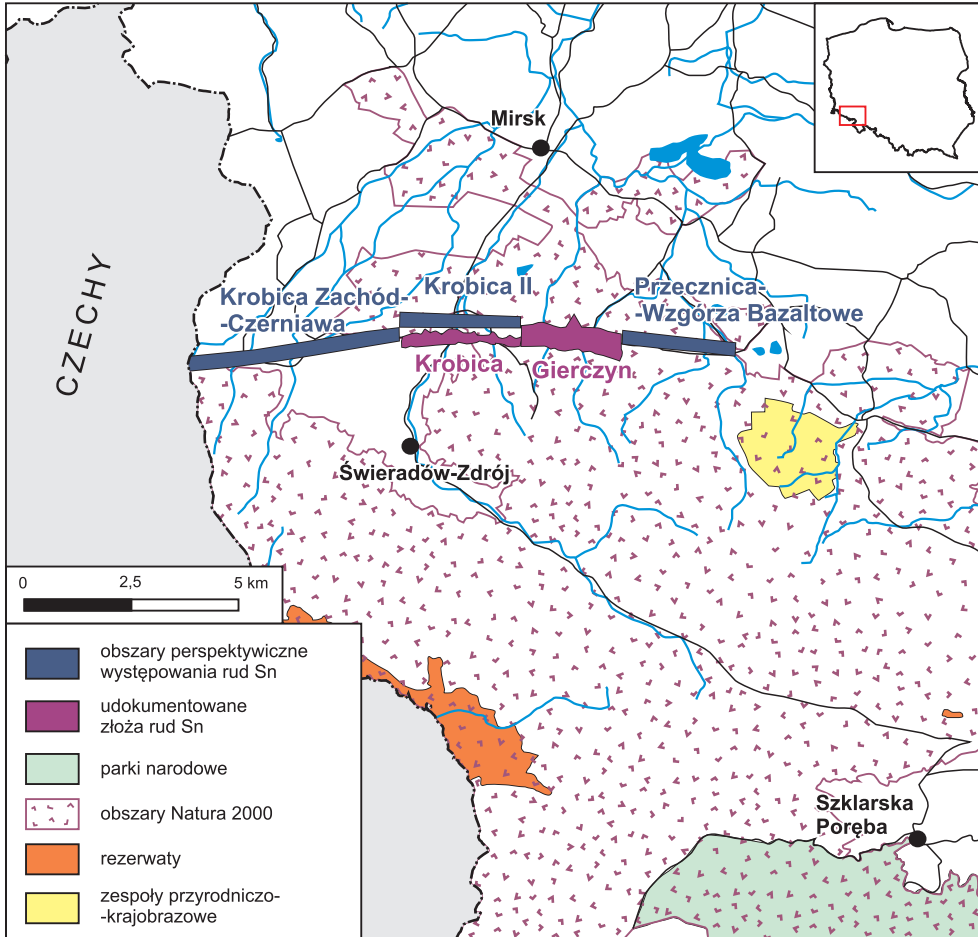 Mirsk
CZECHY
Krobica Zachód-
-Czerniawa
Krobica II
Przecznica-
-Wzgórza Bazaltowe
Krobica
Gierczyn
Świeradów-Zdrój
0 2,5 5 km
obszary perspektywiczne
występowania rud Sn
udokumentowane
złoża rud Sn
parki narodowe
obszary Natura 2000
rezerwaty
zespoły przyrodniczo-
-krajobrazowe
Szklarska
Poręba